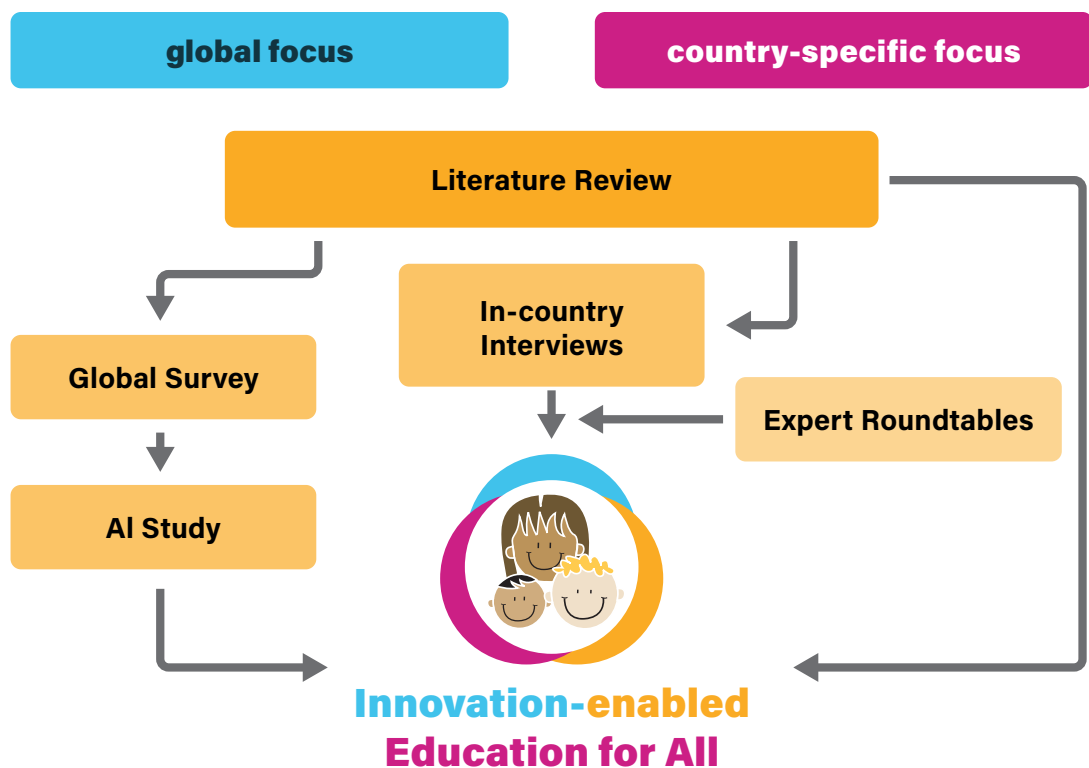 global focus
country-specific focus
Literature Review
In-country
Interviews
Global Survey
Expert Roundtables
AI Study
Innovation-enabled
Education for All